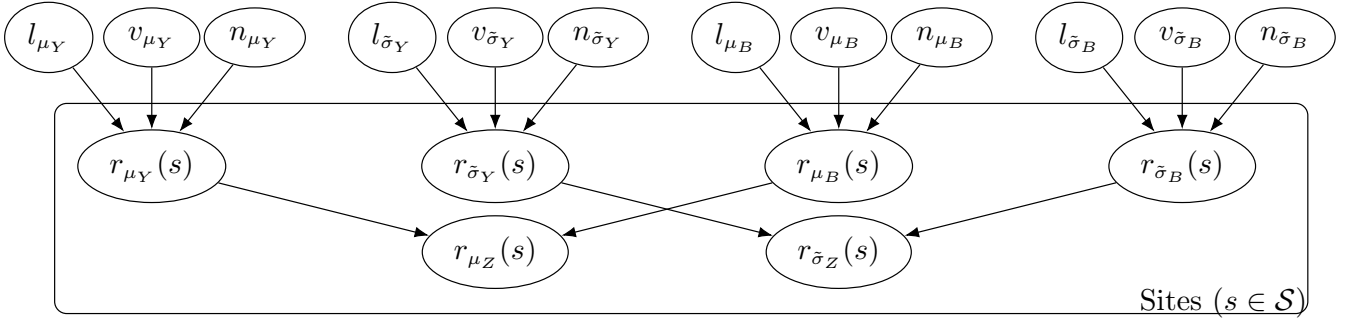 l_{μ_Y} v_{μ_Y} n_{μ_Y} l_{σ̃_Y} v_{σ̃_Y} n_{σ̃_Y} l_{μ_B} v_{μ_B} n_{μ_B} l_{σ̃_B} v_{σ̃_B} n_{σ̃_B}
r_{μ_Y}(s) r_{σ̃_Y}(s) r_{μ_B}(s) r_{σ̃_B}(s)
r_{μ_Z}(s) r_{σ̃_Z}(s)
Sites (s ∈ 𝒮)